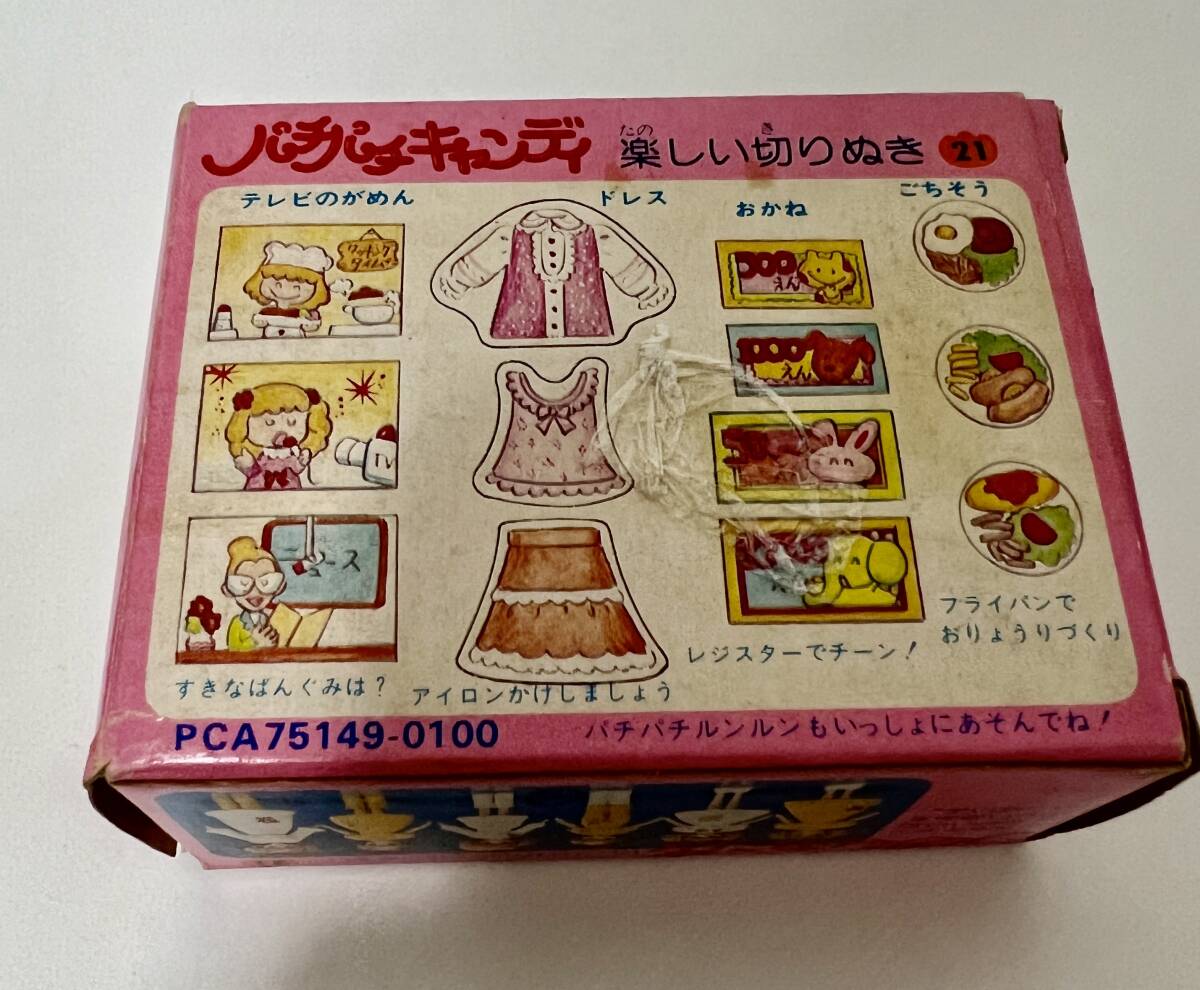 パチパチキャンディ 楽しい切りぬき 21
たの き
テレビのがめん
ドレス
おかね
ごちそう
クッキング
タイム
えん
1000
えん
TV
ニュース
すきなばんぐみは?
アイロンかけしましょう
レジスターでチーン!
フライパンで
おりょうりづくり
PCA75149-0100
パチパチルンルンもいっしょにあそんでね!